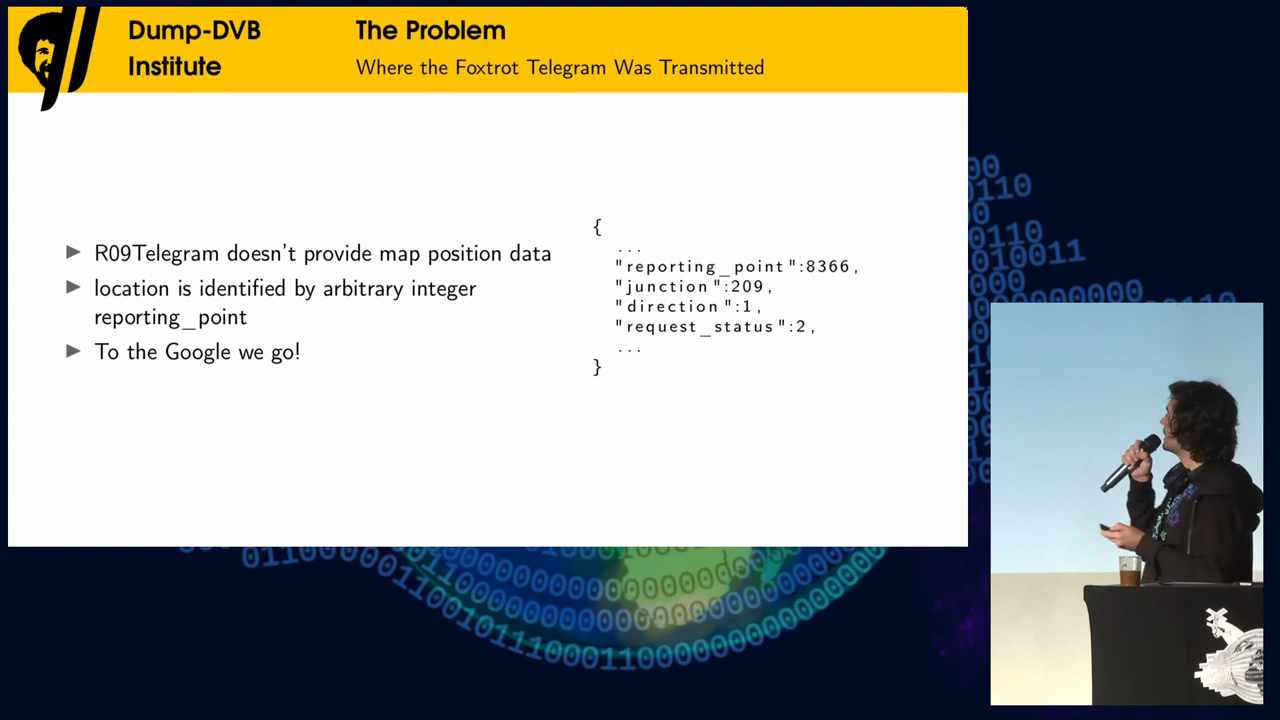 Dump-DVB
Institute
The Problem
Where the Foxtrot Telegram Was Transmitted
▶ R09Telegram doesn't provide map position data
▶ location is identified by arbitrary integer
reporting_point
▶ To the Google we go!
{
...
"reporting_point":8366,
"junction":209,
"direction":1,
"request_status":2,
...
}